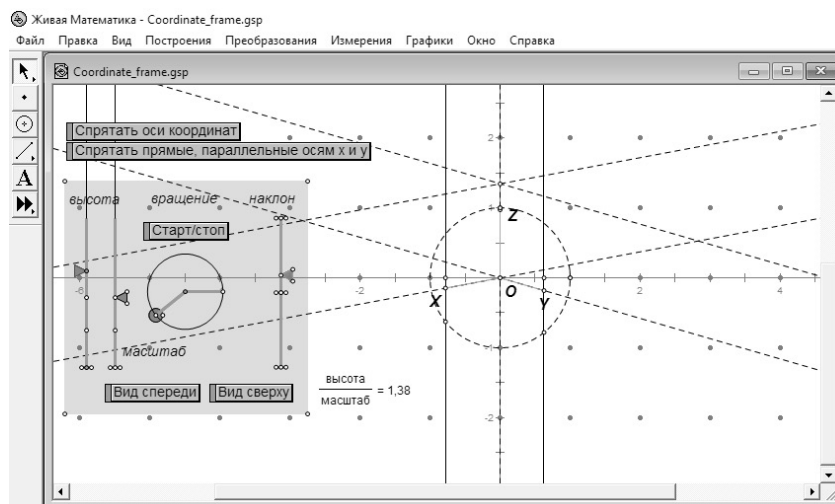 Живая Математика - Coordinate_frame.gsp
Файл Правка Вид Построения Преобразования Измерения Графики Окно Справка
Coordinate_frame.gsp
A
Спрятать оси координат
Спрятать прямые, параллельные осям x и y
высота вращение наклон
Старт/стоп
масштаб
Вид спереди Вид сверху
высота
масштаб
= 1,38
2
1
Z
-6 -2 2 4
X O Y
-1
-2